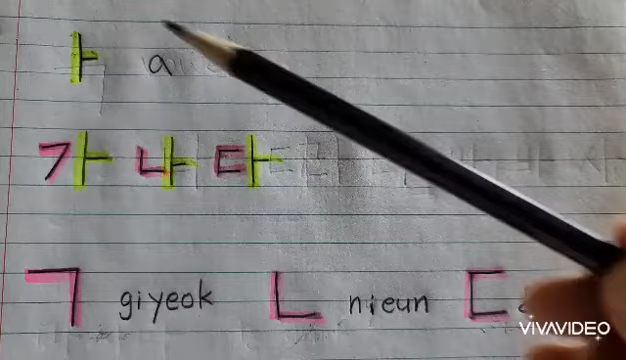 ㅏ a
가 나 다
ㄱ giyeok ㄴ nieun ㄷ
VIVAVIDEO